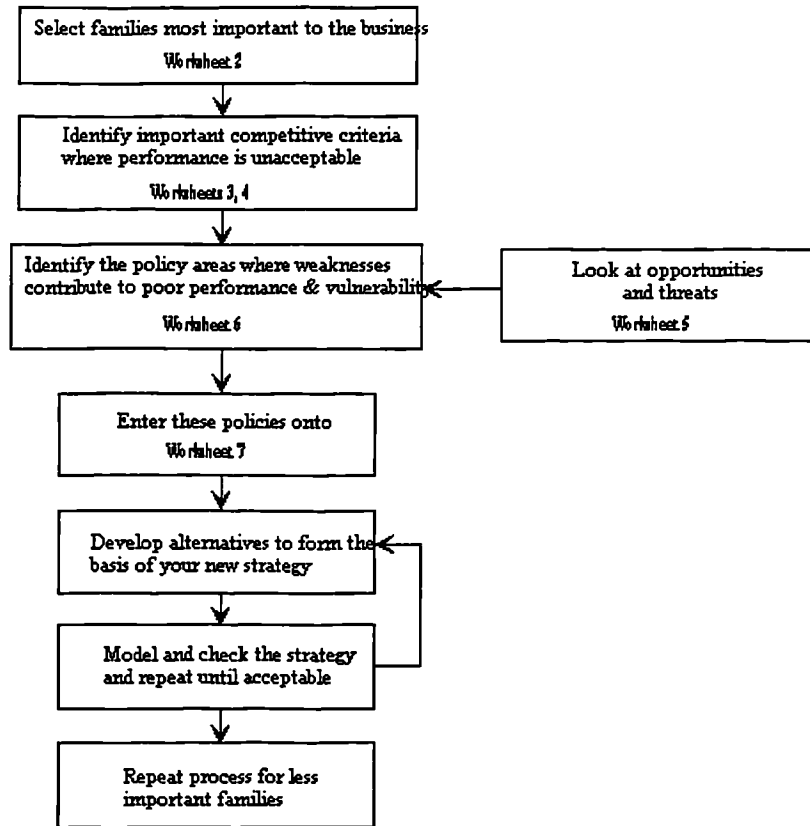 Select families most important to the business
Worksheet 2
Identify important competitive criteria
where performance is unacceptable
Worksheets 3, 4
Identify the policy areas where weaknesses
contribute to poor performance & vulnerability
Worksheet 6
Look at opportunities
and threats
Worksheet 5
Enter these policies onto
Worksheet 7
Develop alternatives to form the
basis of your new strategy
Model and check the strategy
and repeat until acceptable
Repeat process for less
important families